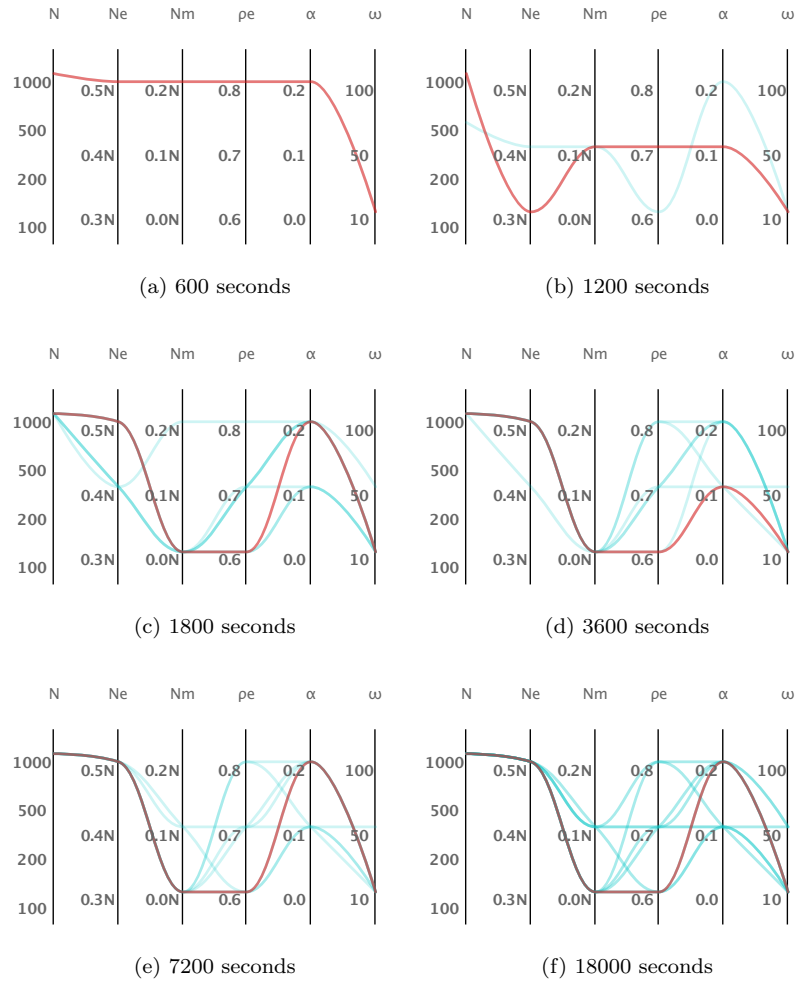 N Ne Nm ρe α ω N Ne Nm ρe α ω
1000 0.5N 0.2N 0.8 0.2 100 1000 0.5N 0.2N 0.8 0.2 100
500 500
0.4N 0.1N 0.7 0.1 50 0.4N 0.1N 0.7 0.1 50
200 200
100 0.3N 0.0N 0.6 0.0 10 100 0.3N 0.0N 0.6 0.0 10
(a) 600 seconds (b) 1200 seconds
N Ne Nm ρe α ω N Ne Nm ρe α ω
1000 0.5N 0.2N 0.8 0.2 100 1000 0.5N 0.2N 0.8 0.2 100
500 500
0.4N 0.1N 0.7 0.1 50 0.4N 0.1N 0.7 0.1 50
200 200
100 0.3N 0.0N 0.6 0.0 10 100 0.3N 0.0N 0.6 0.0 10
(c) 1800 seconds (d) 3600 seconds
N Ne Nm ρe α ω N Ne Nm ρe α ω
1000 0.5N 0.2N 0.8 0.2 100 1000 0.5N 0.2N 0.8 0.2 100
500 500
0.4N 0.1N 0.7 0.1 50 0.4N 0.1N 0.7 0.1 50
200 200
100 0.3N 0.0N 0.6 0.0 10 100 0.3N 0.0N 0.6 0.0 10
(e) 7200 seconds (f) 18000 seconds